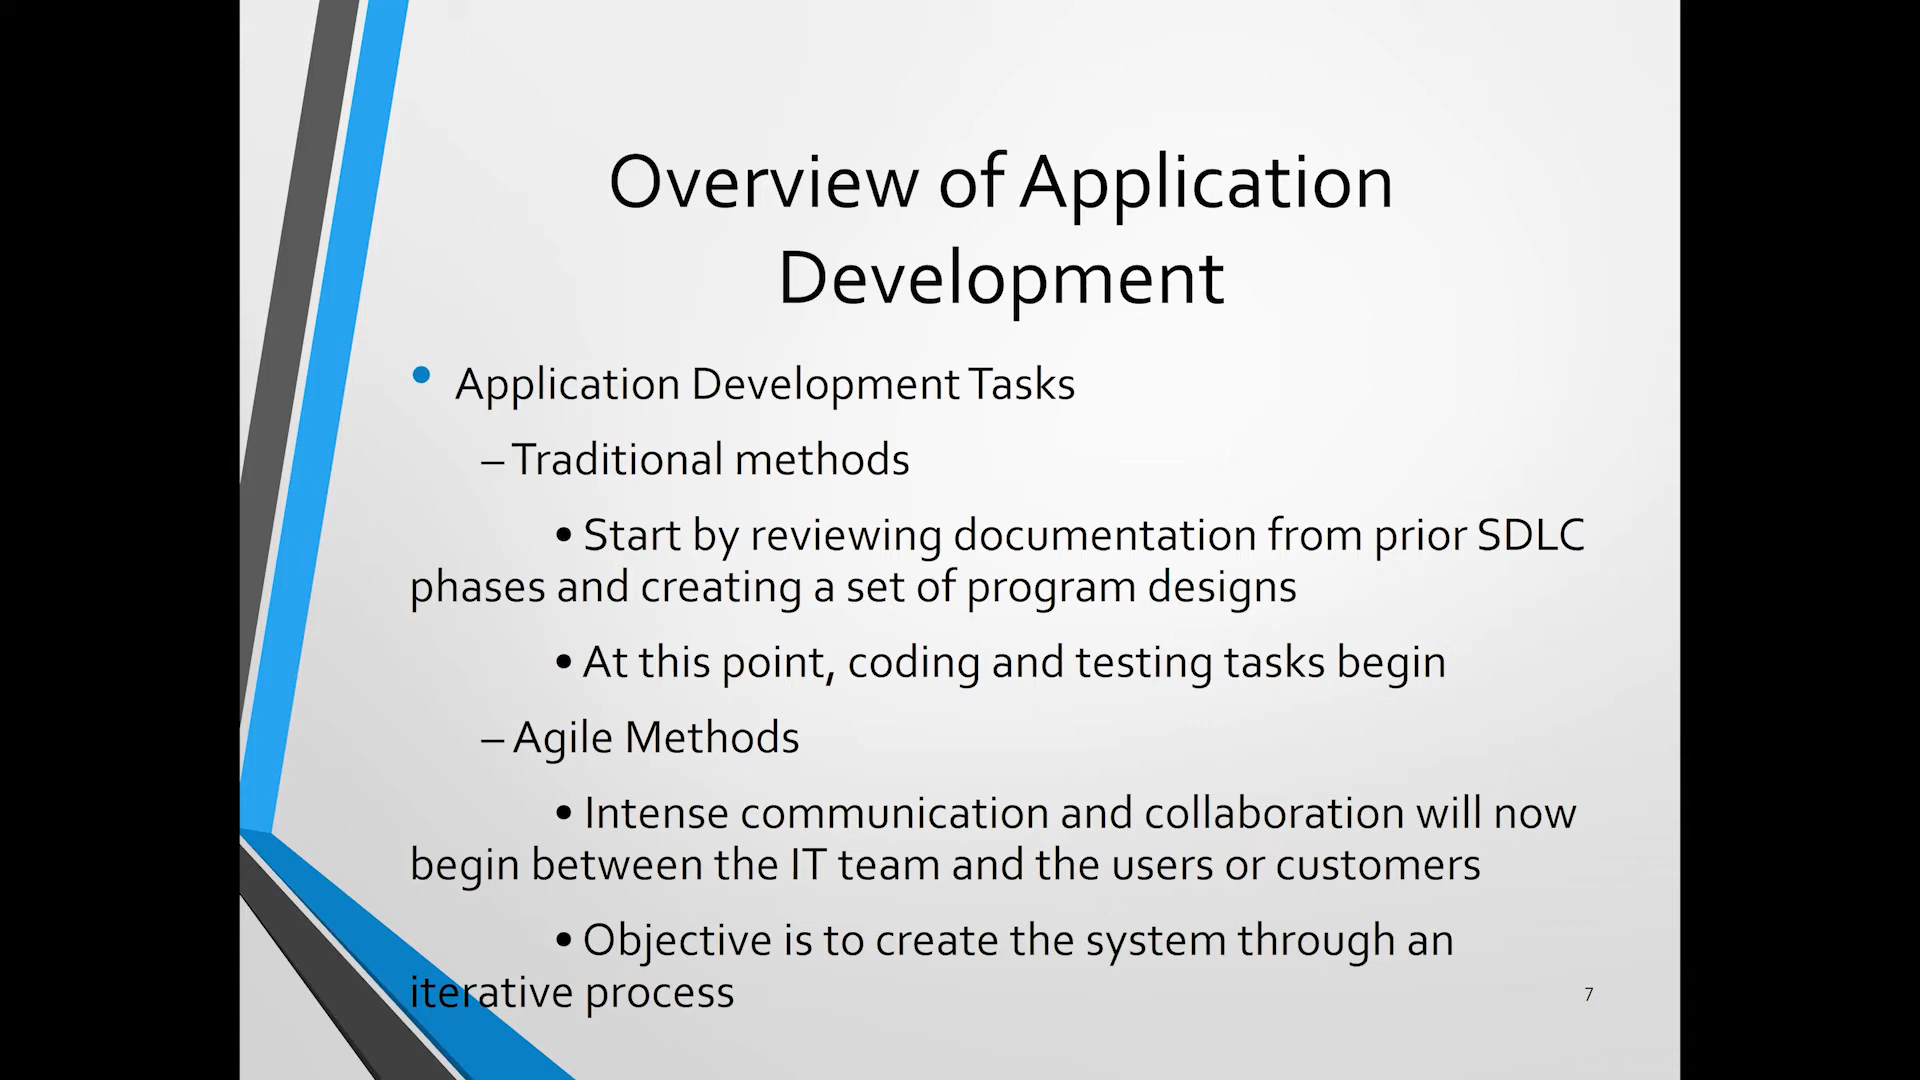 Overview of Application
Development
• Application Development Tasks
– Traditional methods
• Start by reviewing documentation from prior SDLC
phases and creating a set of program designs
• At this point, coding and testing tasks begin
– Agile Methods
• Intense communication and collaboration will now
begin between the IT team and the users or customers
• Objective is to create the system through an
iterative process
7